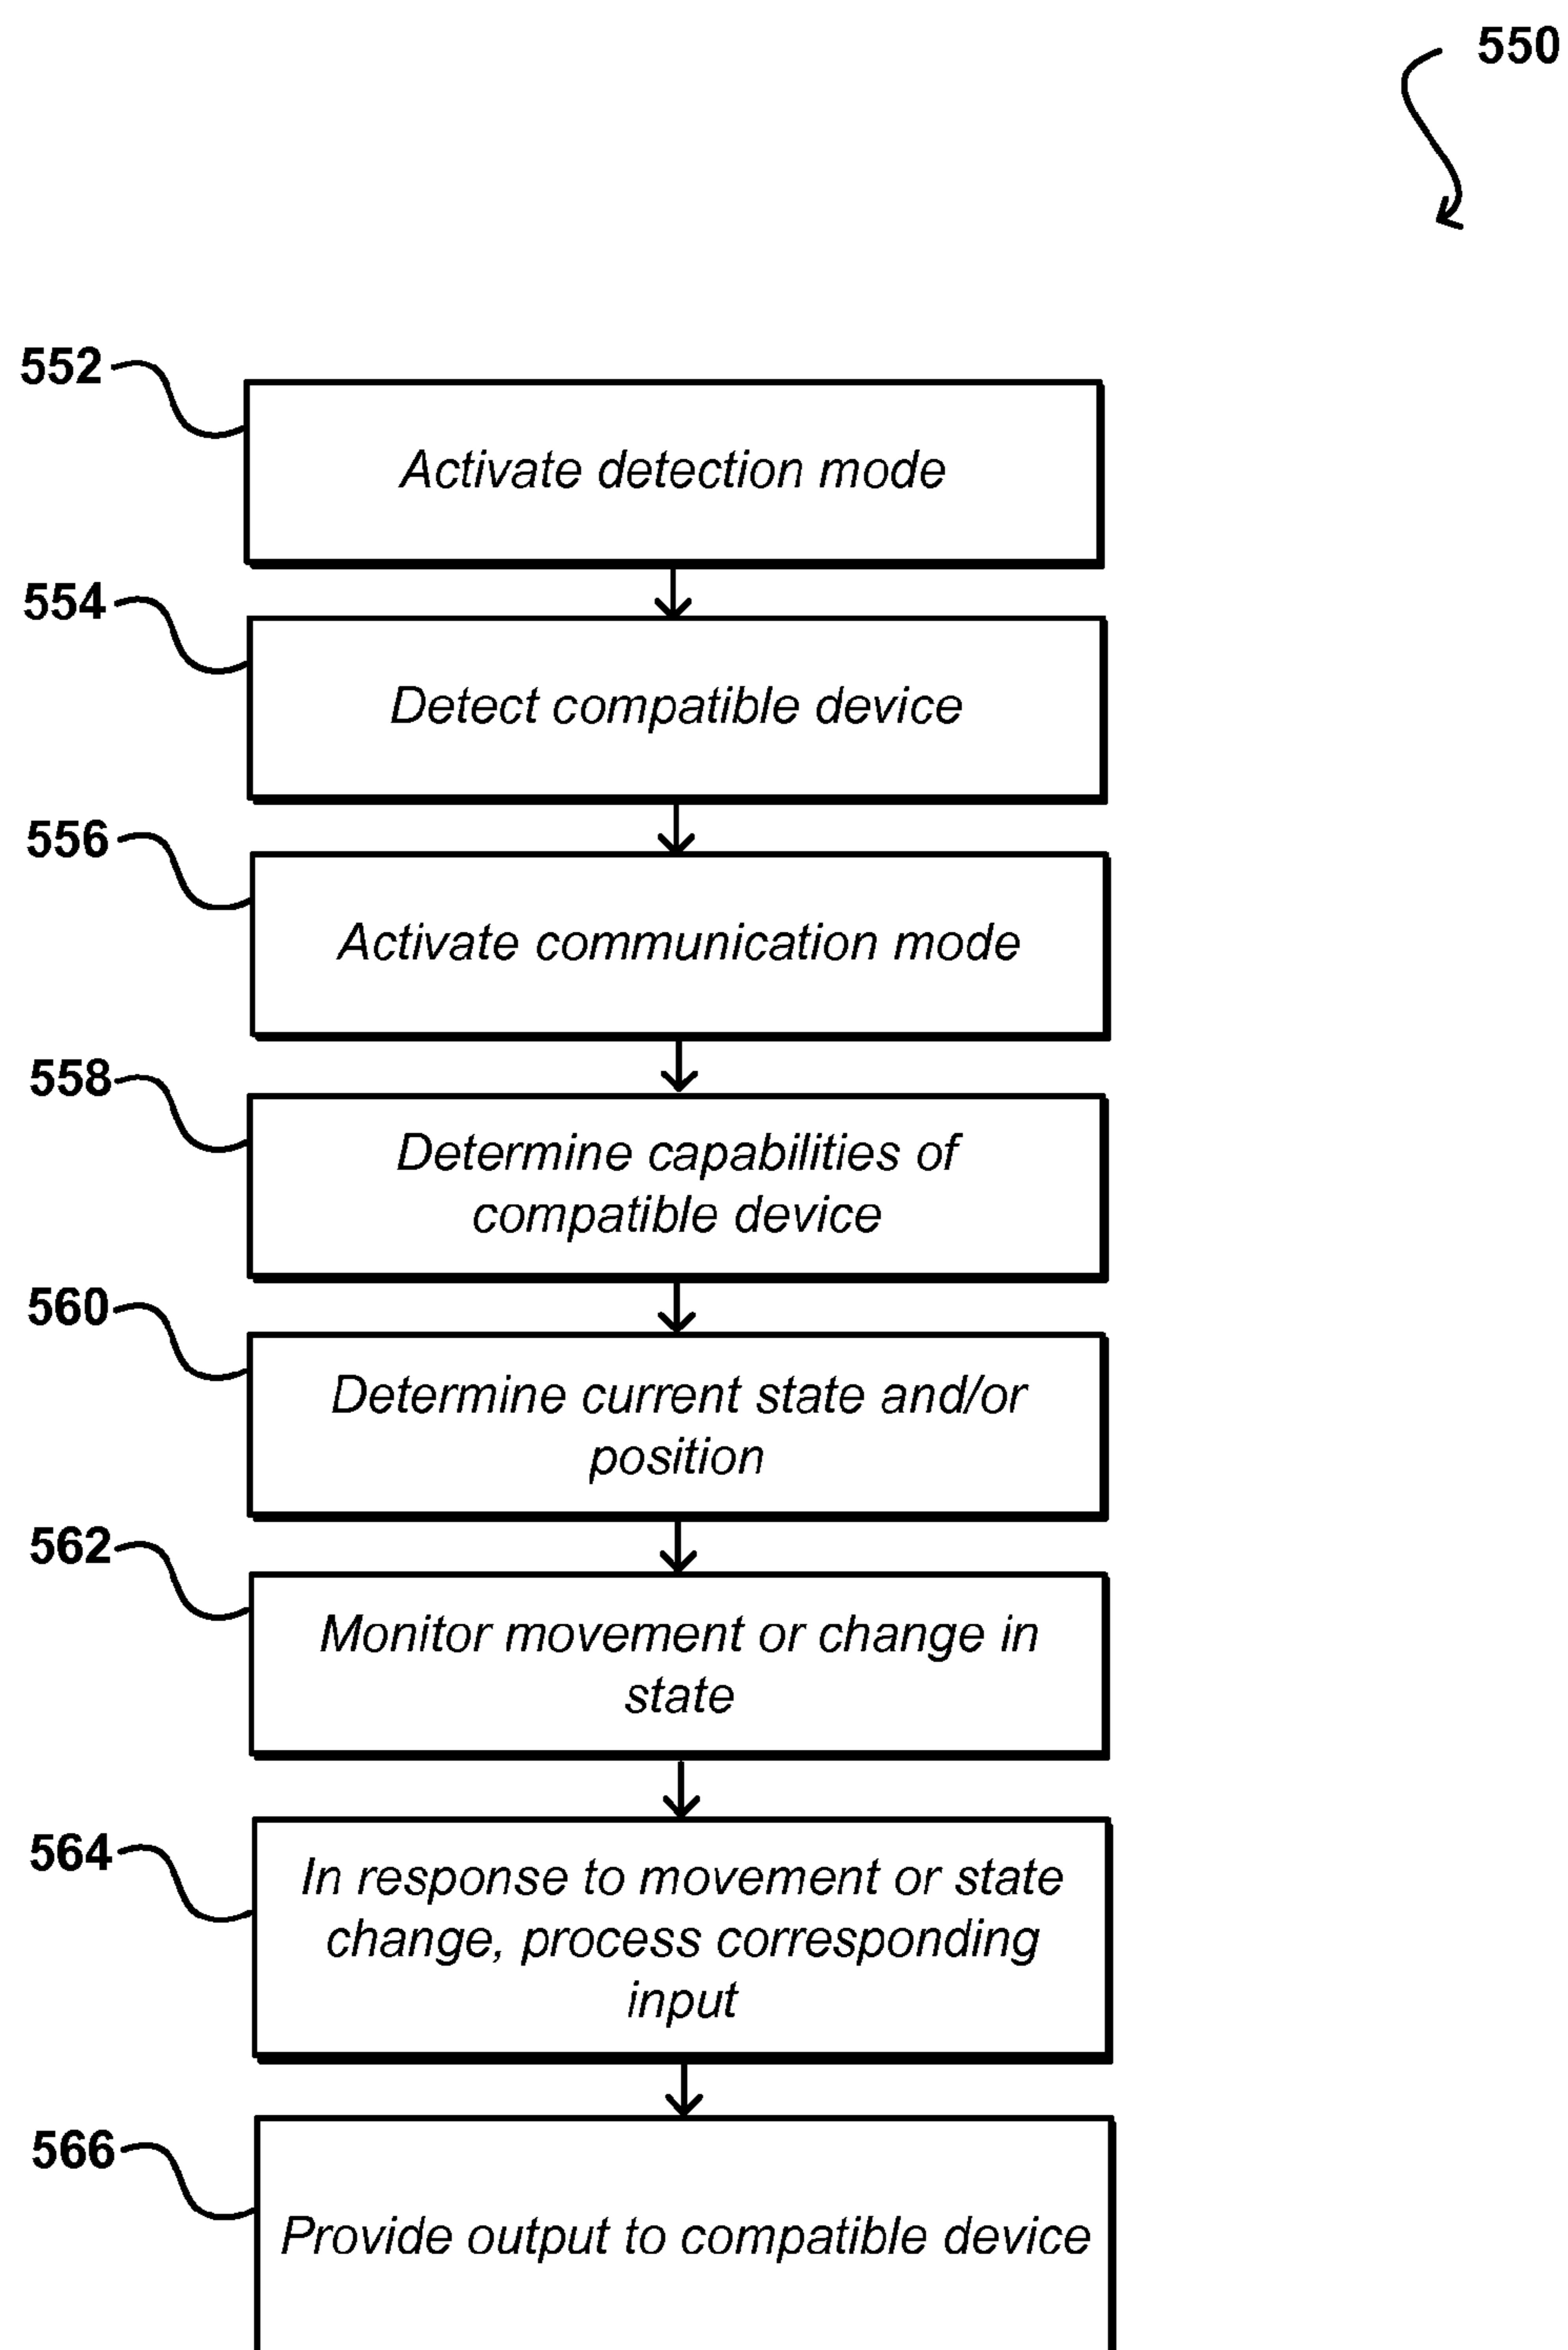 550
552
Activate detection mode
554
Detect compatible device
556
Activate communication mode
558
Determine capabilities of
compatible device
560
Determine current state and/or
position
562
Monitor movement or change in
state
564
In response to movement or state
change, process corresponding
input
566
Provide output to compatible device